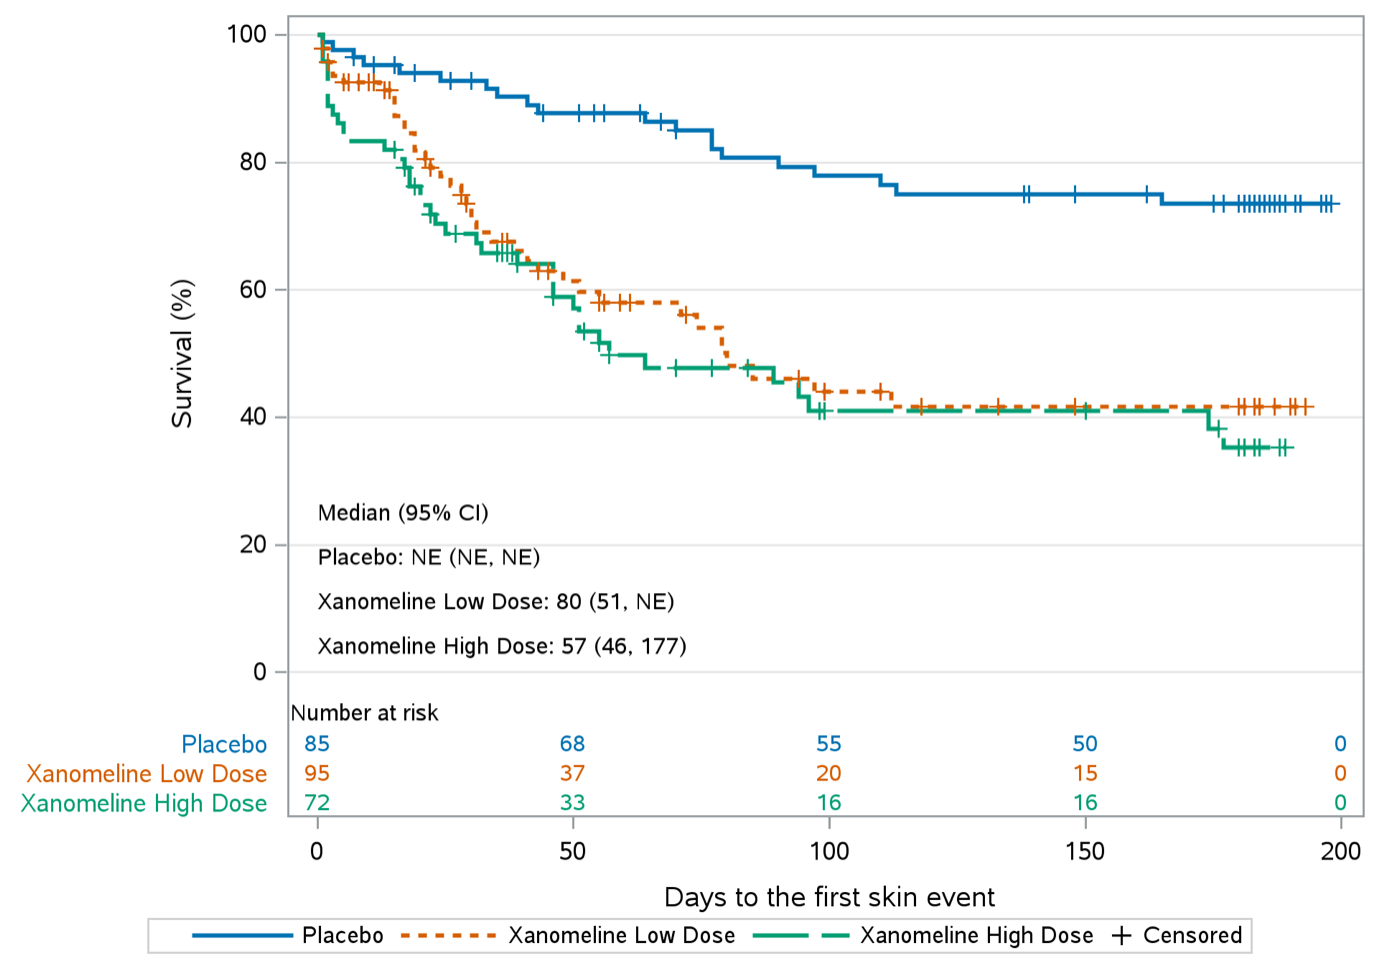 100
80
60
40
20
0
Survival (%)
Median (95% CI)
Placebo: NE (NE, NE)
Xanomeline Low Dose: 80 (51, NE)
Xanomeline High Dose: 57 (46, 177)
Number at risk
Placebo 85 68 55 50 0
Xanomeline Low Dose 95 37 20 15 0
Xanomeline High Dose 72 33 16 16 0
0 50 100 150 200
Days to the first skin event
Placebo Xanomeline Low Dose Xanomeline High Dose + Censored